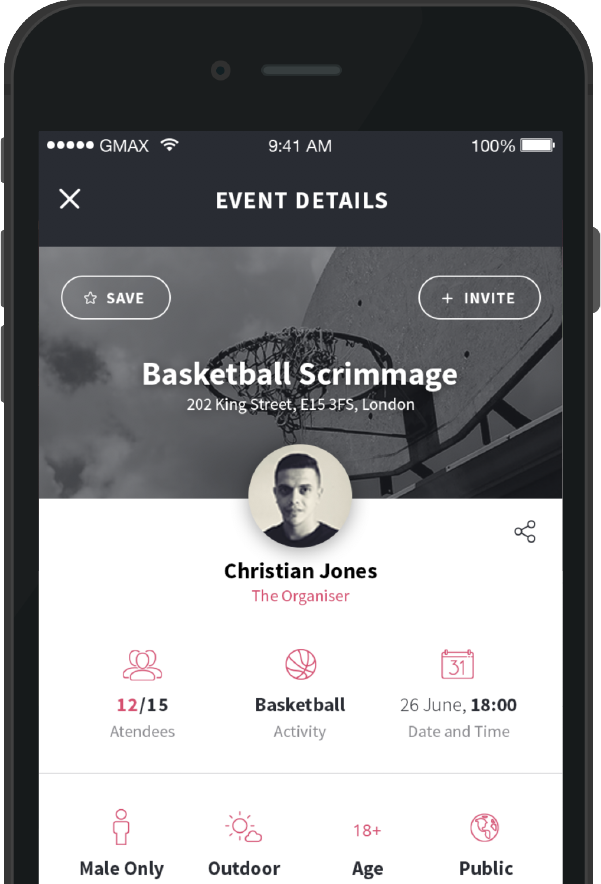 GMAX 9:41 AM 100%
EVENT DETAILS
SAVE INVITE
Basketball Scrimmage
202 King Street, E15 3FS, London
Christian Jones
The Organiser
31
12/15 Basketball 26 June, 18:00
Atendees Activity Date and Time
18+
Male Only Outdoor Age Public